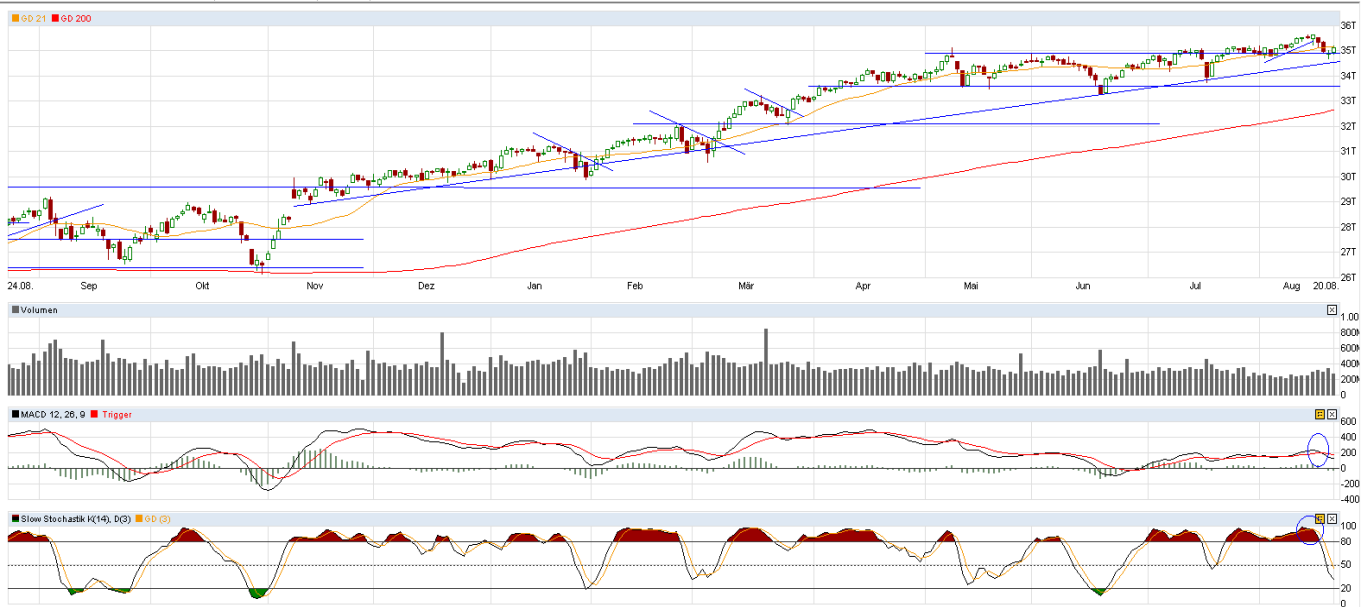 GD 21 GD 200
36T
35T
34T
33T
32T
31T
30T
29T
28T
27T
26T
24.08. Sep Okt Nov Dez Jan Feb Mär Apr Mai Jun Jul Aug 20.08.
Volumen
1.00
800M
600M
400M
200M
0
MACD 12, 26, 9 Trigger
600
400
200
0
-200
-400
Slow Stochastik K(14), D(3) GD (3)
100
80
50
20
0